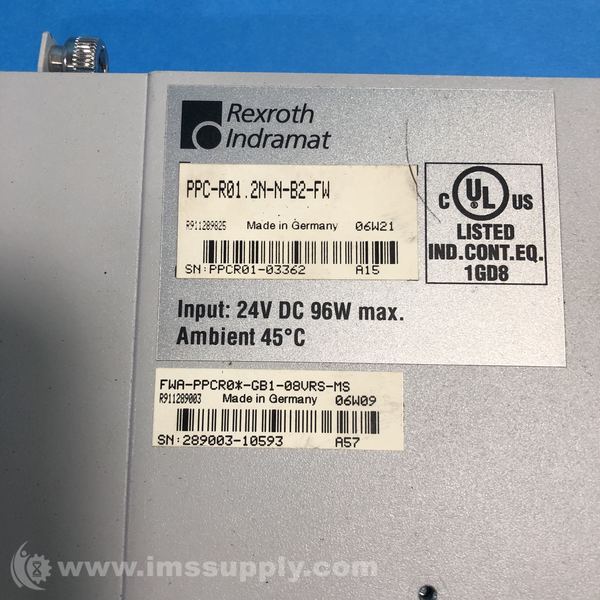 Rexroth
Indramat
PPC-R01.2N-N-B2-FW
R911289825 Made in Germany 06W21
SN:PPCR01-03362 A15
C UL US
LISTED
IND.CONT.EQ.
1GD8
Input: 24V DC 96W max.
Ambient 45°C
FWA-PPCR0*-GB1-08VRS-MS
R911289003 Made in Germany 06W09
SN:289003-10593 A57
www.imssupply.com